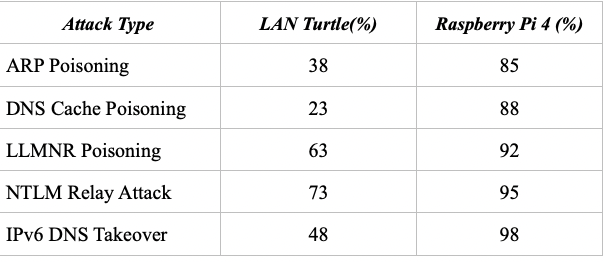 Attack Type LAN Turtle(%) Raspberry Pi 4 (%)
ARP Poisoning 38 85
DNS Cache Poisoning 23 88
LLMNR Poisoning 63 92
NTLM Relay Attack 73 95
IPv6 DNS Takeover 48 98